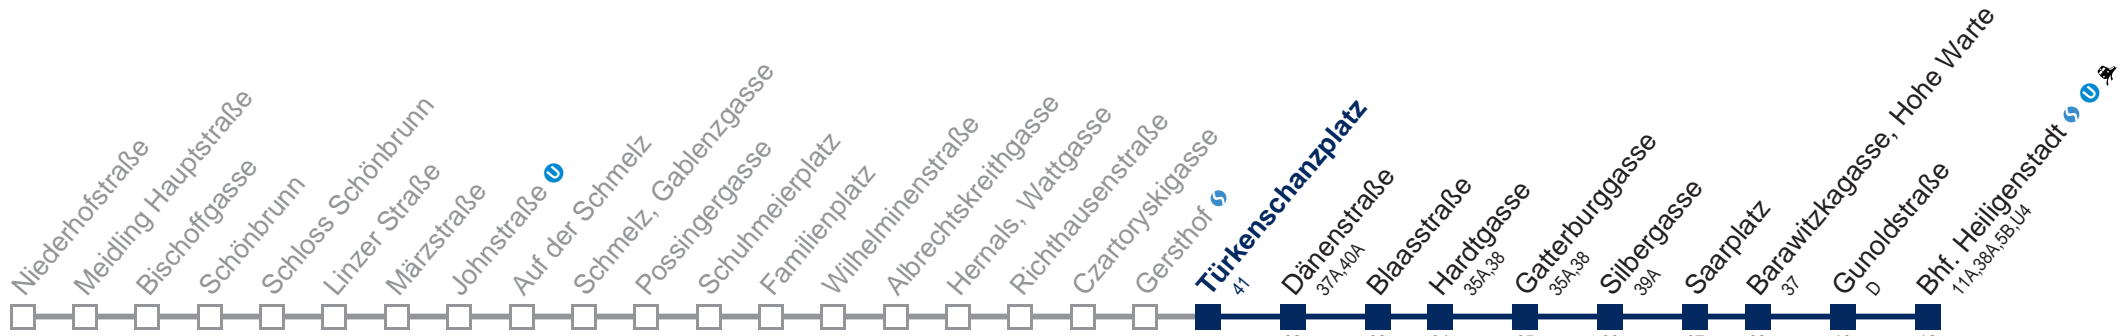 Niederhofstraße
Meidling Hauptstraße
Bischoffgasse
Schönbrunn
Schloss Schönbrunn
Linzer Straße
Märzstraße
Johnstraße U
Auf der Schmelz
Schmelz, Gablenzgasse
Possingergasse
Schuhmeierplatz
Familienplatz
Wilhelminenstraße
Albrechtskreithgasse
Hernals, Wattgasse
Richthausenstraße
Czartoryskigasse
Gersthof
Türkenschanzplatz
41
Dänenstraße
37A,40A
Blaasstraße
Hardtgasse
35A,38
Gatterburggasse
35A,38
Silbergasse
39A
Saarplatz
Barawitzkagasse, Hohe Warte
37
Gunoldstraße
D
Bhf. Heiligenstadt U
11A,38A,5B,U4